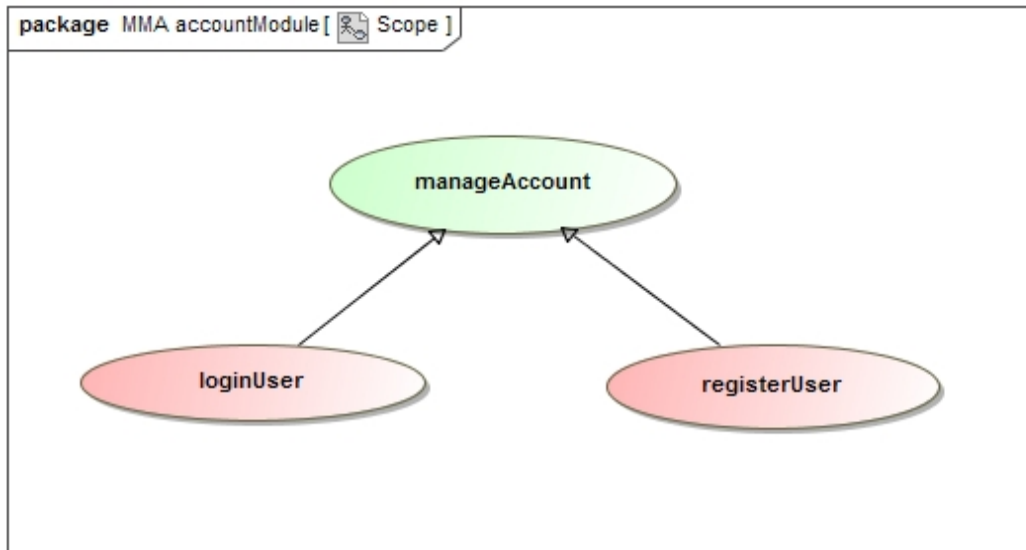 package MMA accountModule [ Scope ]
manageAccount
loginUser
registerUser